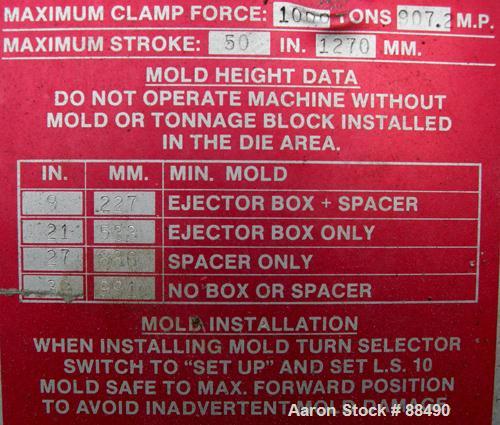 MAXIMUM CLAMP FORCE: 1000 TONS 907.2 M.P.
MAXIMUM STROKE: 50 IN. 1270 MM.
MOLD HEIGHT DATA
DO NOT OPERATE MACHINE WITHOUT
MOLD OR TONNAGE BLOCK INSTALLED
IN THE DIE AREA.
IN. MM. MIN. MOLD
9 227 EJECTOR BOX + SPACER
21 EJECTOR BOX ONLY
27 SPACER ONLY
NO BOX OR SPACER
MOLD INSTALLATION
WHEN INSTALLING MOLD TURN SELECTOR
SWITCH TO "SET UP" AND SET L.S. 10
MOLD SAFE TO MAX. FORWARD POSITION
TO AVOID INADVERTENT MOLD DAMAGE
Aaron Stock # 88490